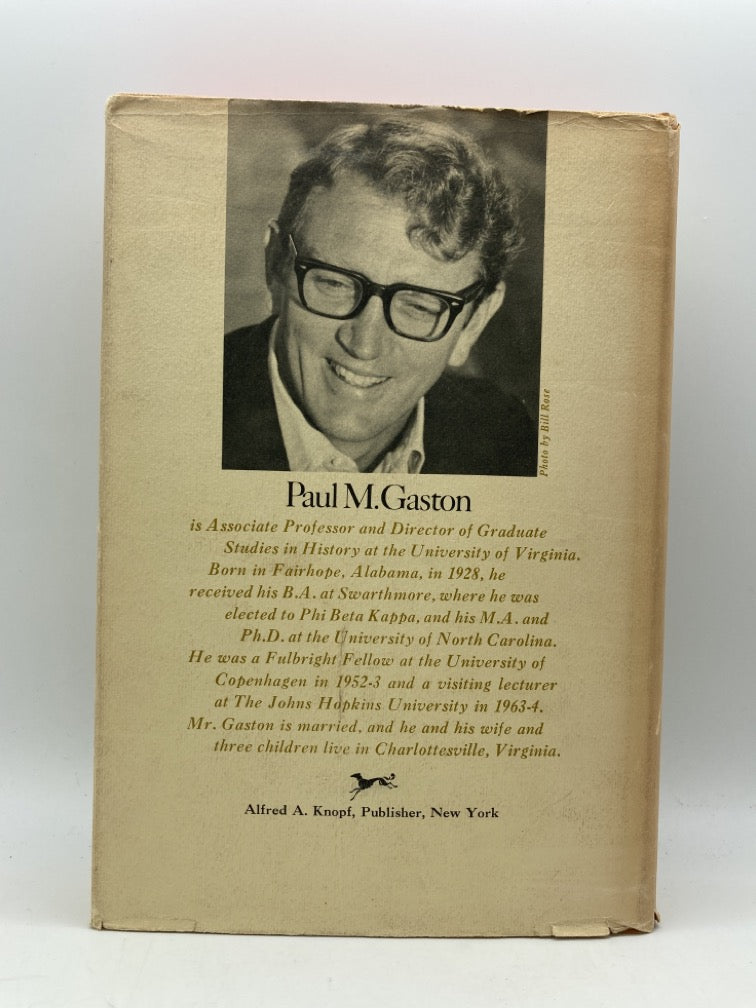 Photo by Bill Rose
Paul M. Gaston
is Associate Professor and Director of Graduate
Studies in History at the University of Virginia.
Born in Fairhope, Alabama, in 1928, he
received his B.A. at Swarthmore, where he was
elected to Phi Beta Kappa, and his M.A. and
Ph.D. at the University of North Carolina.
He was a Fulbright Fellow at the University of
Copenhagen in 1952-3 and a visiting lecturer
at The Johns Hopkins University in 1963-4.
Mr. Gaston is married, and he and his wife and
three children live in Charlottesville, Virginia.
Alfred A. Knopf, Publisher, New York